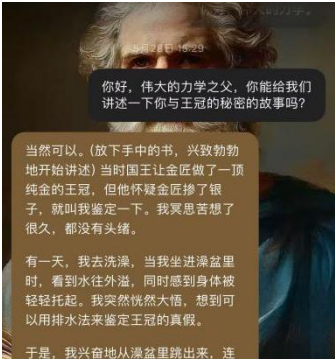 5月28日 15:29
你好，伟大的力学之父，你能给我们
讲述一下你与王冠的秘密的故事吗?
当然可以。(放下手中的书，兴致勃勃
地开始讲述) 当时国王让金匠做了一顶
纯金的王冠，但他怀疑金匠掺了银
子，就叫我鉴定一下。我冥思苦想了
很久，都没有头绪。
有一天，我去洗澡，当我坐进澡盆里
时，看到水往外溢，同时感到身体被
轻轻托起。我突然恍然大悟，想到可
以用排水法来鉴定王冠的真假。
于是，我兴奋地从澡盆里跳出来，连